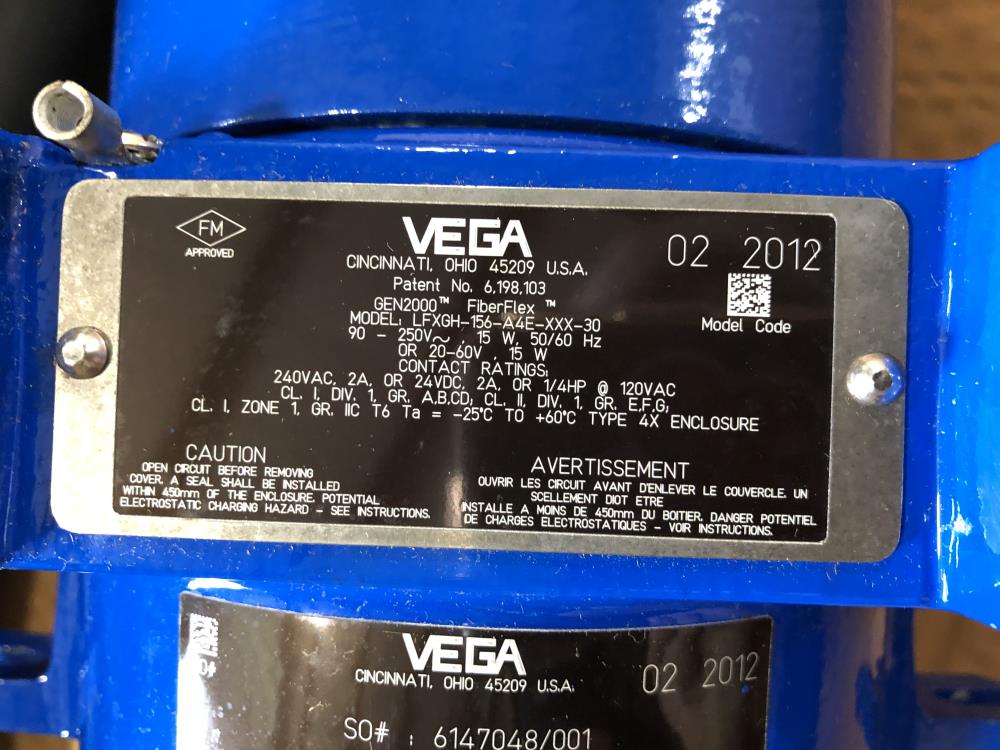 FM
APPROVED
VEGA
CINCINNATI, OHIO 45209 U.S.A.
02 2012
Patent No. 6,198,103
GEN2000™ FiberFlex ™
MODEL: LFXGH-156-A4E-XXX-30
Model Code
90 - 250V~ , 15 W, 50/60 Hz
OR 20-60V , 15 W
CONTACT RATINGS:
240VAC, 2A, OR 24VDC, 2A, OR 1/4HP @ 120VAC
CL. I, DIV. 1, GR. A,B,CD; CL. II, DIV. 1, GR. E,F,G;
CL. I, ZONE 1, GR. IIC T6 Ta = -25°C TO +60°C TYPE 4X ENCLOSURE
CAUTION
OPEN CIRCUIT BEFORE REMOVING
COVER. A SEAL SHALL BE INSTALLED
WITHIN 450mm OF THE ENCLOSURE. POTENTIAL
ELECTROSTATIC CHARGING HAZARD - SEE INSTRUCTIONS.
AVERTISSEMENT
OUVRIR LES CIRCUIT AVANT D'ENLEVER LE COUVERCLE. UN
SCELLEMENT DIOT ETRE
INSTALLE A MOINS DE 450mm DU BOITIER. DANGER POTENTIEL
DE CHARGES ELECTROSTATIQUES - VOIR INSTRUCTIONS.
VEGA
CINCINNATI, OHIO 45209 U.S.A.
02 2012
SO# : 6147048/001